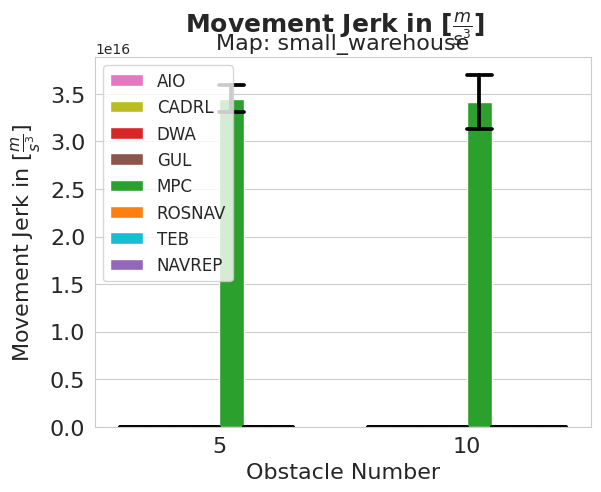 Movement Jerk in [m/s³]
Map: small_warehouse
1e16
3.5
3.0
2.5
2.0
1.5
1.0
0.5
0.0
Movement Jerk in [m/s³]
AIO
CADRL
DWA
GUL
MPC
ROSNAV
TEB
NAVREP
5 10
Obstacle Number